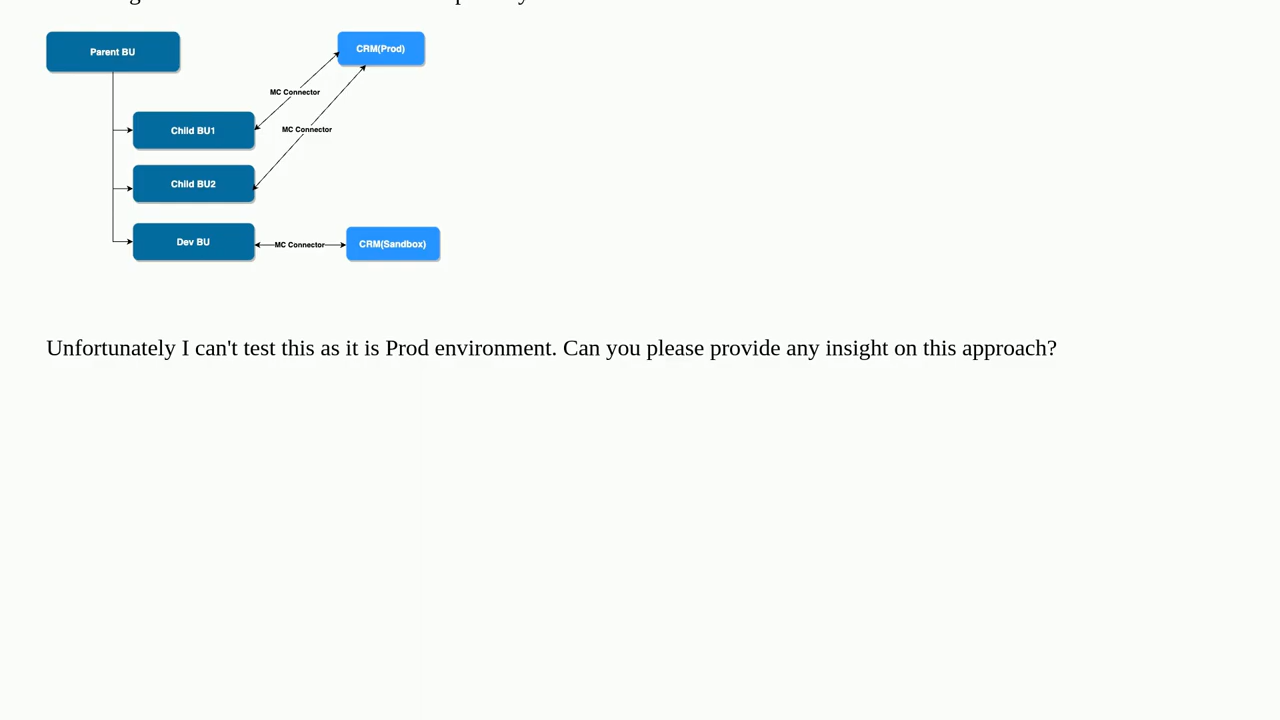 Parent BU
CRM(Prod)
MC Connector
Child BU1
MC Connector
Child BU2
Dev BU
MC Connector
CRM(Sandbox)
Unfortunately I can't test this as it is Prod environment. Can you please provide any insight on this approach?